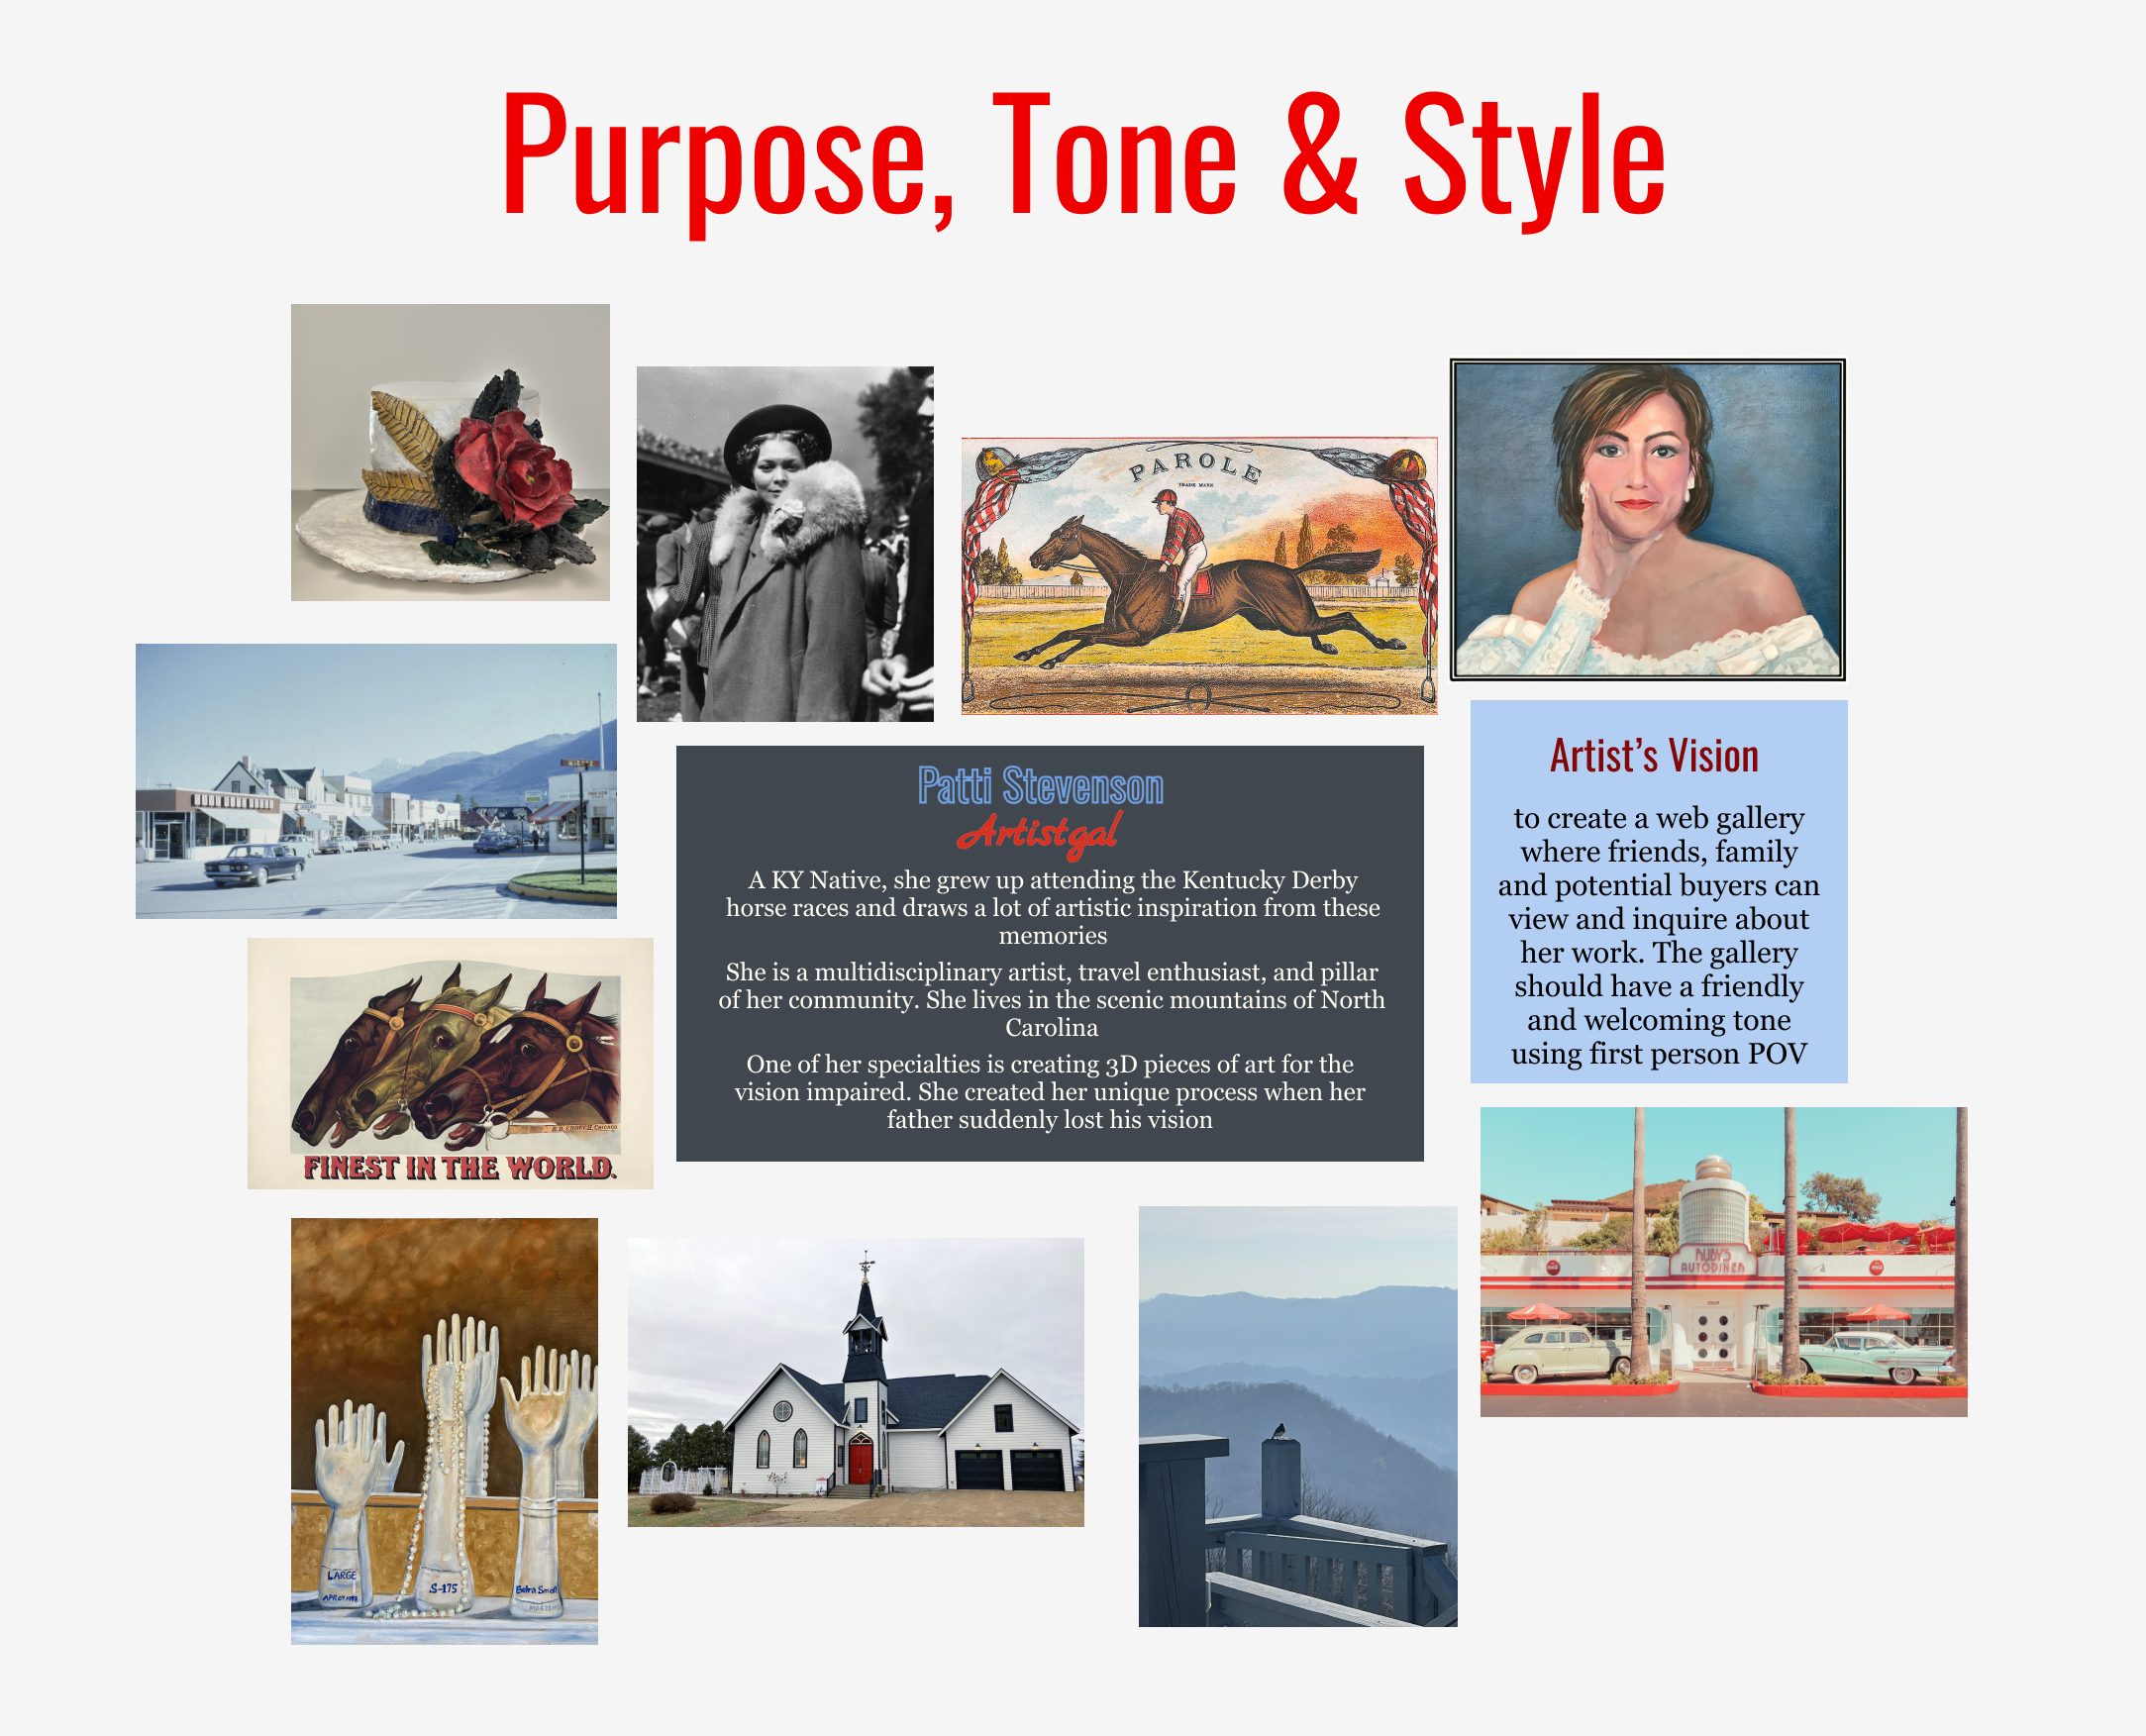 Purpose, Tone & Style
PAROLE
TRADE MARK
Patti Stevenson
Artistgal
A KY Native, she grew up attending the Kentucky Derby
horse races and draws a lot of artistic inspiration from these
memories
She is a multidisciplinary artist, travel enthusiast, and pillar
of her community. She lives in the scenic mountains of North
Carolina
One of her specialties is creating 3D pieces of art for the
vision impaired. She created her unique process when her
father suddenly lost his vision
Artist’s Vision
to create a web gallery
where friends, family
and potential buyers can
view and inquire about
her work. The gallery
should have a friendly
and welcoming tone
using first person POV
FINEST IN THE WORLD.
RUBY'S
AUTODINER
LARGE
S-175
Extra Small